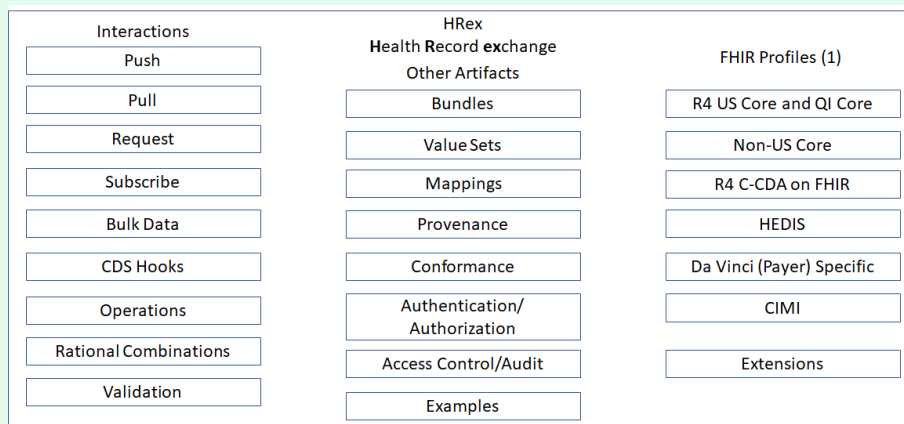 Interactions
Push
Pull
Request
Subscribe
Bulk Data
CDS Hooks
Operations
Rational Combinations
Validation
HRex
Health Record exchange
Other Artifacts
Bundles
Value Sets
Mappings
Provenance
Conformance
Authentication/
Authorization
Access Control/Audit
Examples
FHIR Profiles (1)
R4 US Core and QI Core
Non-US Core
R4 C-CDA on FHIR
HEDIS
Da Vinci (Payer) Specific
CIMI
Extensions